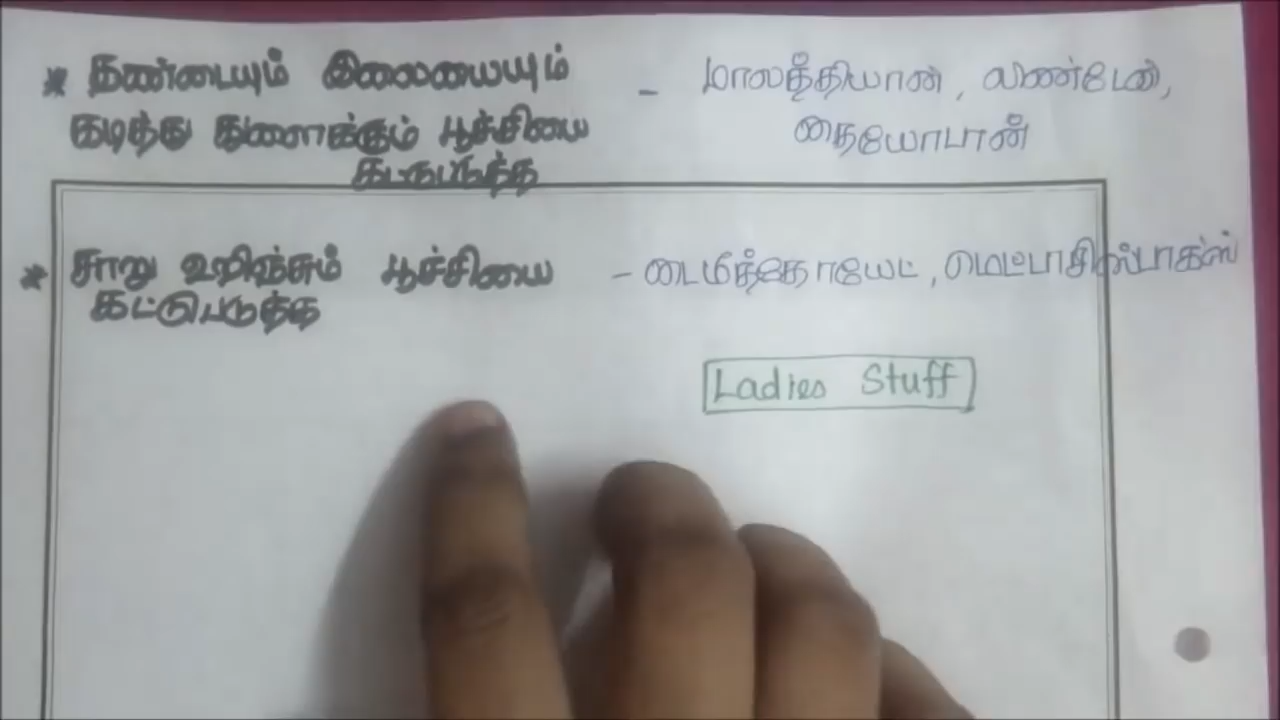 * தண்டையும் இலையையும் - மாலத்தியான், லிண்டேன்,
கடித்து துளைக்கும் பூச்சியை தையோடான்
கட்டுபடுத்த
* சாறு உறிஞ்சும் பூச்சியை - டைமித்தோயேட், மெட்டாசிஸ்டாக்ஸ்
கட்டுபடுத்த
Ladies Stuff